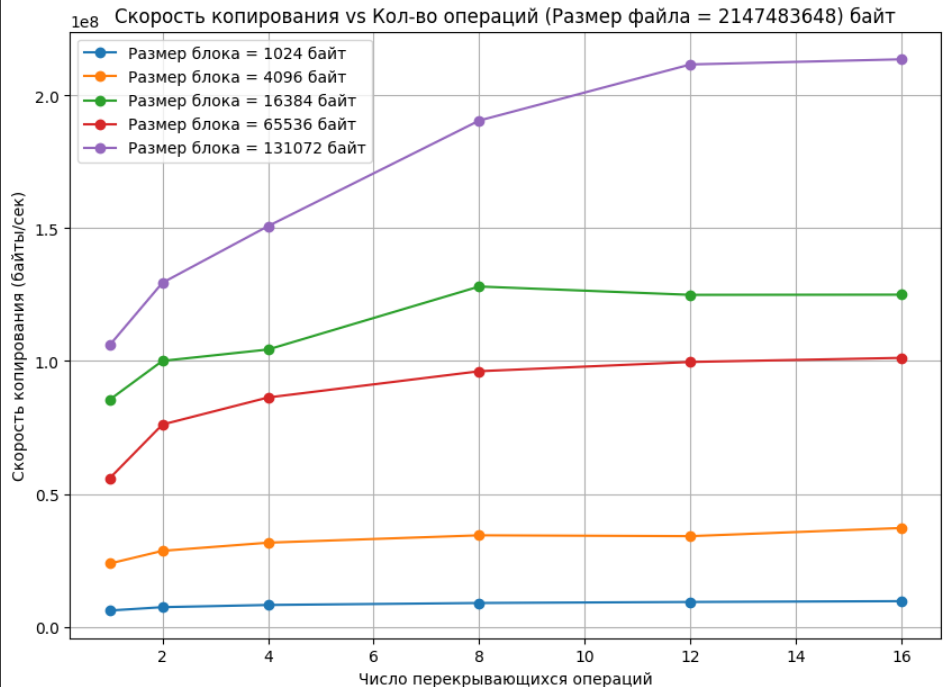 Скорость копирования vs Кол-во операций (Размер файла = 2147483648) байт
1e8
Размер блока = 1024 байт
Размер блока = 4096 байт
Размер блока = 16384 байт
Размер блока = 65536 байт
Размер блока = 131072 байт
Скорость копирования (байты/сек)
2.0
1.5
1.0
0.5
0.0
2 4 6 8 10 12 14 16
Число перекрывающихся операций